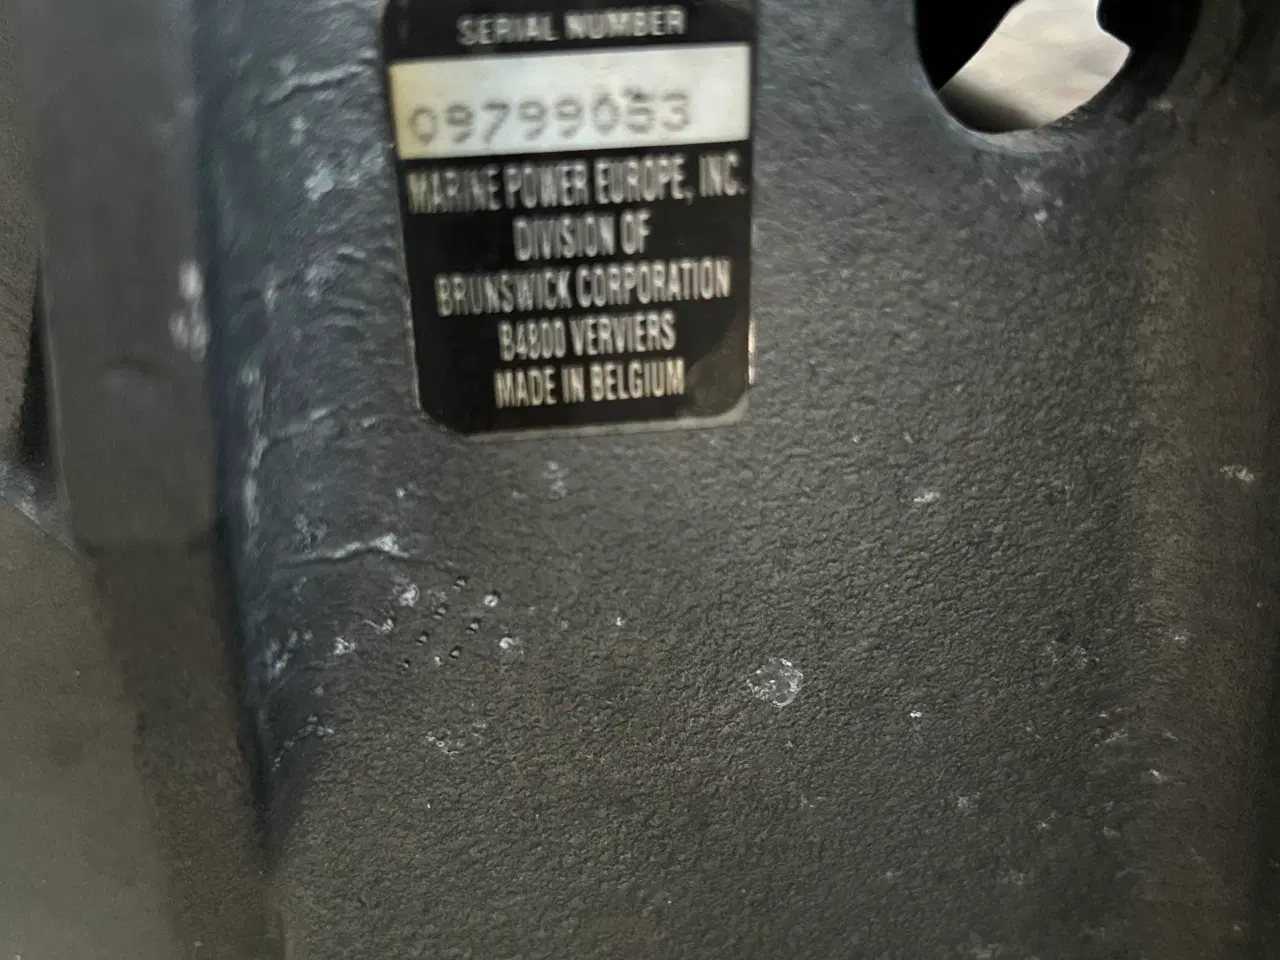 SERIAL NUMBER
09799053
MARINE POWER EUROPE, INC.
DIVISION OF
BRUNSWICK CORPORATION
B4800 VERVIERS
MADE IN BELGIUM